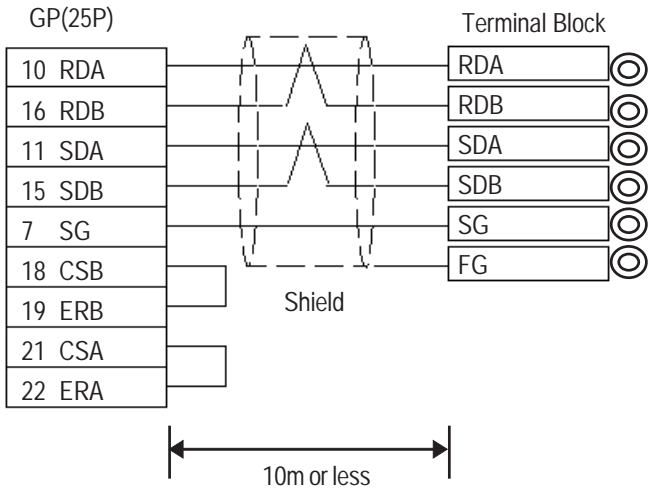 GP(25P)
Terminal Block
10 RDA
16 RDB
11 SDA
15 SDB
7 SG
18 CSB
19 ERB
21 CSA
22 ERA
RDA
RDB
SDA
SDB
SG
FG
Shield
10m or less